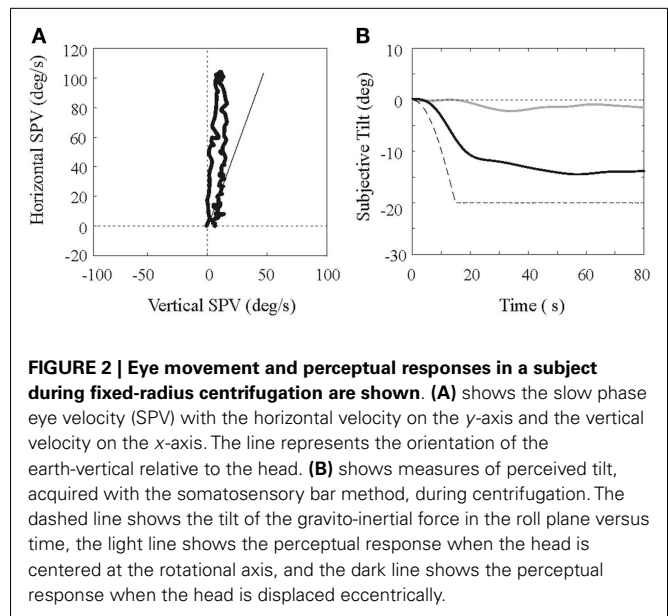 A
B
Horizontal SPV (deg/s)
120
100
80
60
40
20
0
-20
-100
-50
0
50
100
Vertical SPV (deg/s)
Subjective Tilt (deg)
10
0
-10
-20
-30
0
20
40
60
80
Time ( s)
FIGURE 2 | Eye movement and perceptual responses in a subject
during fixed-radius centrifugation are shown. (A) shows the slow phase
eye velocity (SPV) with the horizontal velocity on the y-axis and the vertical
velocity on the x-axis. The line represents the orientation of the
earth-vertical relative to the head. (B) shows measures of perceived tilt,
acquired with the somatosensory bar method, during centrifugation. The
dashed line shows the tilt of the gravito-inertial force in the roll plane versus
time, the light line shows the perceptual response when the head is
centered at the rotational axis, and the dark line shows the perceptual
response when the head is displaced eccentrically.